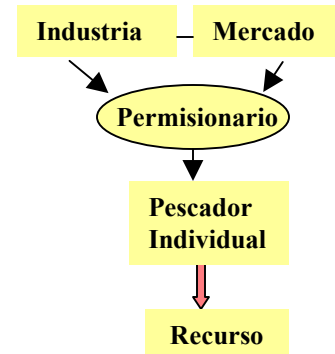 Industria
Mercado
Permisionario
Pescador
Individual
Recurso